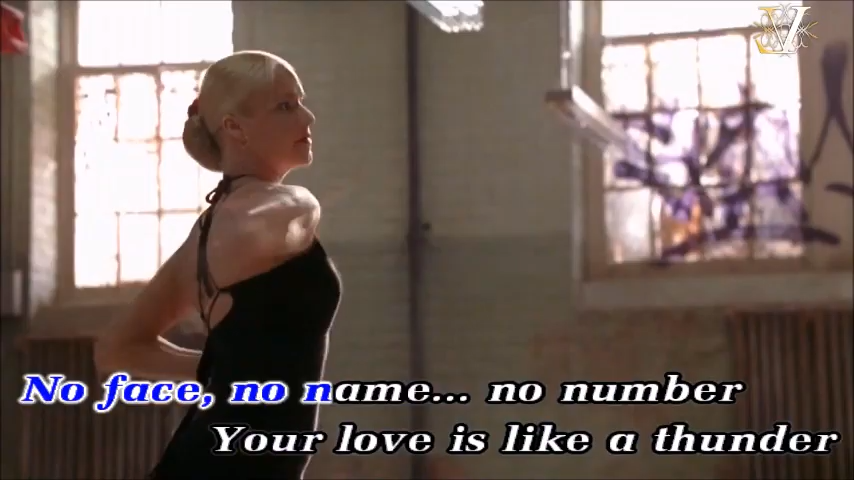 No face, no name... no number
Your love is like a thunder